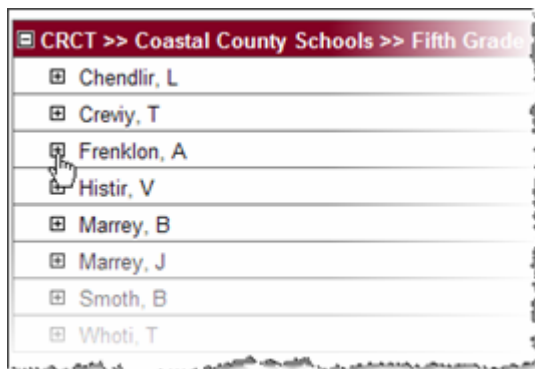 CRCT >> Coastal County Schools >> Fifth Grade
Chendlir, L
Creviy, T
Frenklon, A
Histir, V
Marrey, B
Marrey, J
Smoth, B
Whoti, T